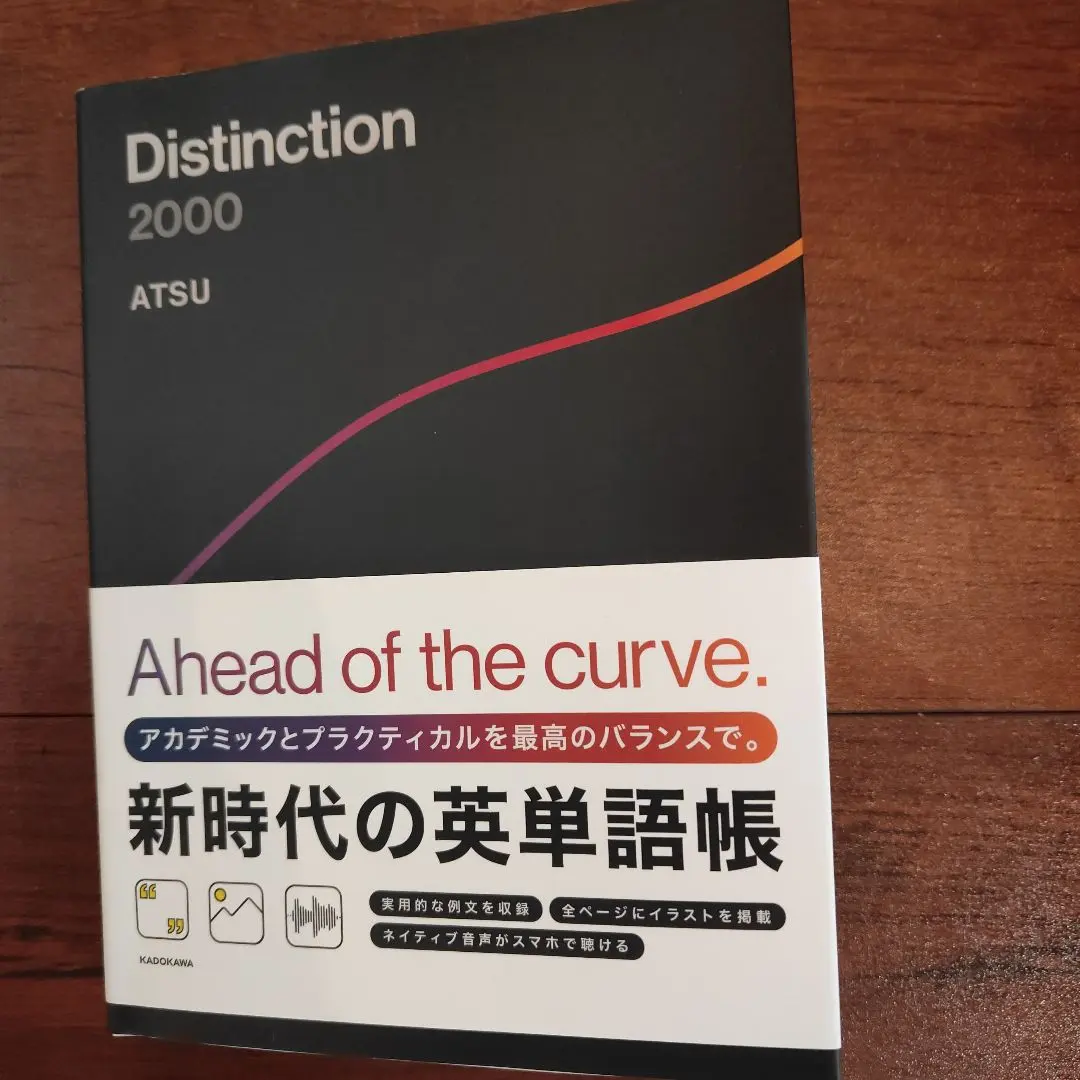 Distinction
2000
ATSU
Ahead of the curve.
アカデミックとプラクティカルを最高のバランスで。
新時代の英単語帳
実用的な例文を収録 全ページにイラストを掲載
ネイティブ音声がスマホで聴ける
KADOKAWA